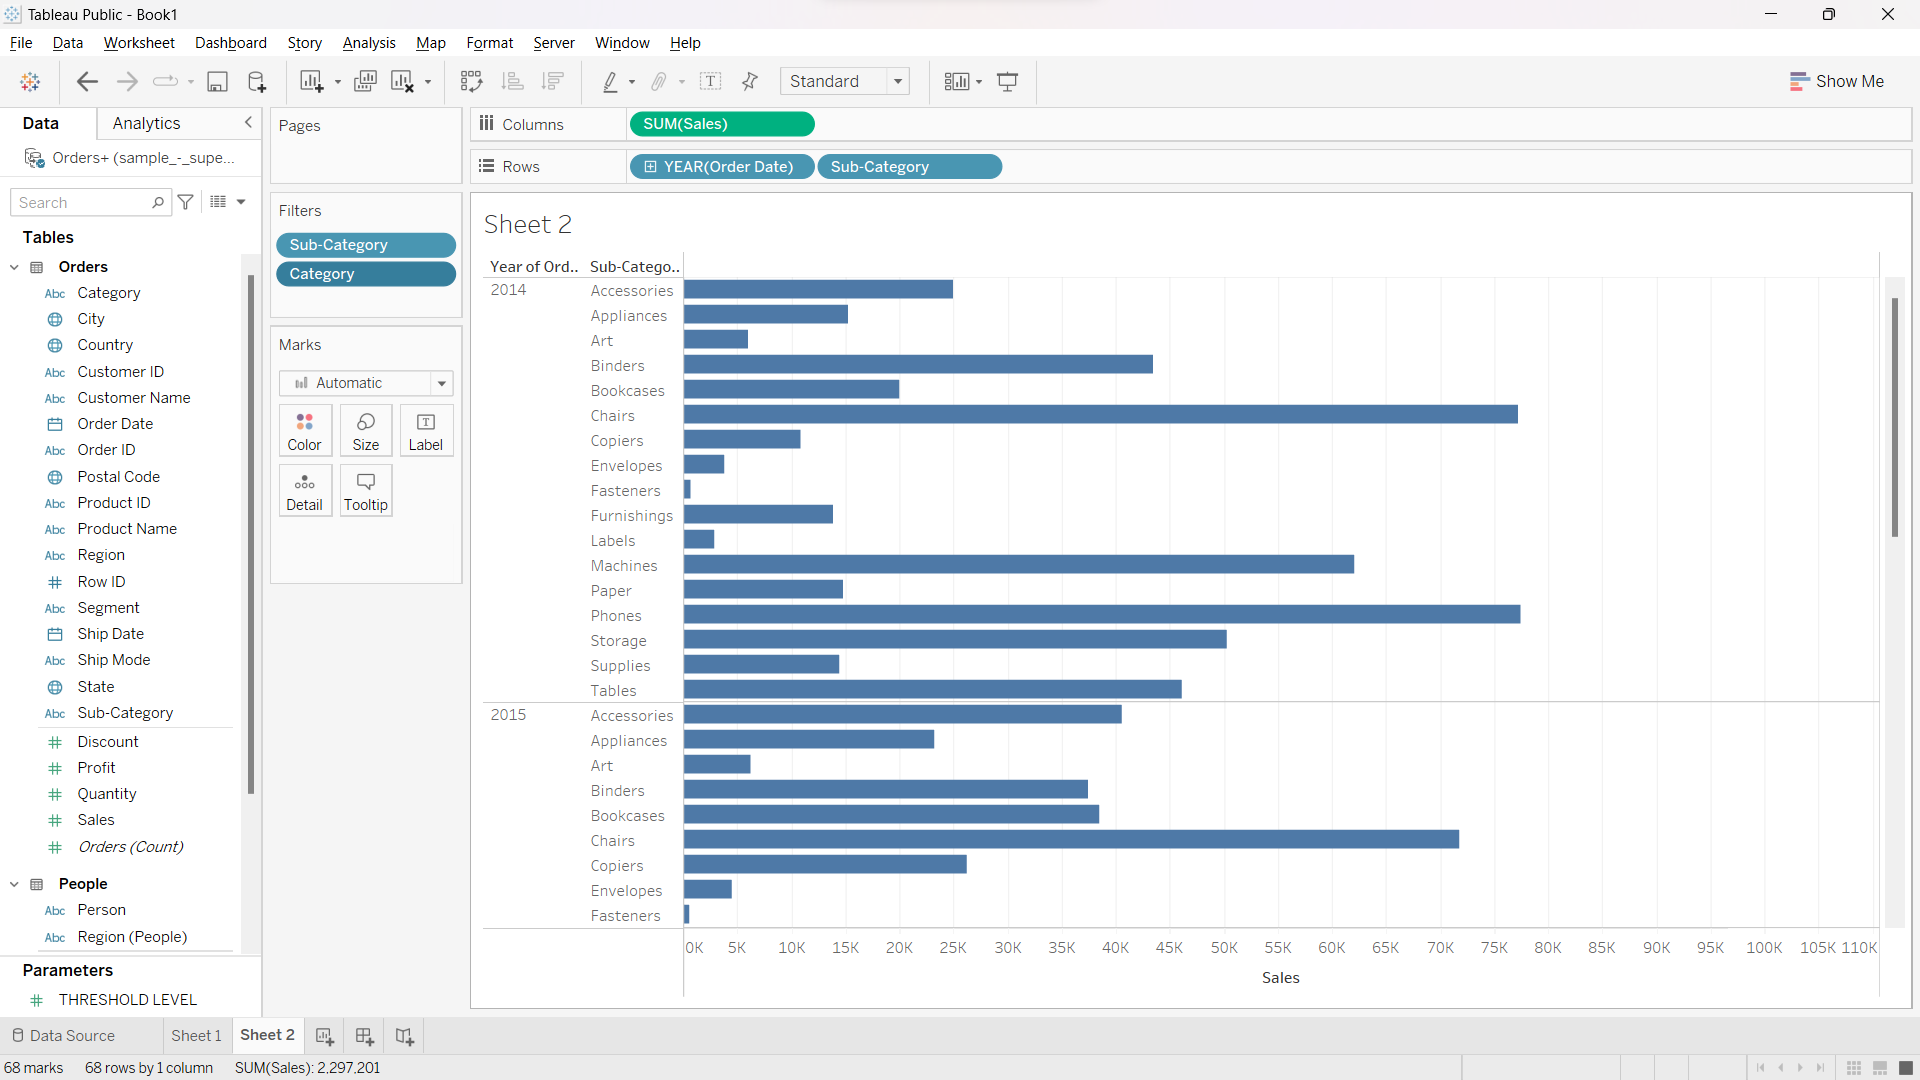 Tableau Public - Book1
File Data Worksheet Dashboard Story Analysis Map Format Server Window Help
Standard
Show Me
Data Analytics
Orders+ (sample_-_supe...
Search
Tables
Orders
Abc Category
City
Country
Abc Customer ID
Abc Customer Name
Order Date
Abc Order ID
Postal Code
Abc Product ID
Abc Product Name
Abc Region
Row ID
Abc Segment
Ship Date
Abc Ship Mode
State
Abc Sub-Category
Discount
Profit
Quantity
Sales
Orders (Count)
People
Abc Person
Abc Region (People)
Parameters
THRESHOLD LEVEL
Pages
Filters
Sub-Category
Category
Marks
Automatic
Color Size Label
Detail Tooltip
Columns SUM(Sales)
Rows YEAR(Order Date) Sub-Category
Sheet 2
Year of Ord.. Sub-Catego..
2014 Accessories
Appliances
Art
Binders
Bookcases
Chairs
Copiers
Envelopes
Fasteners
Furnishings
Labels
Machines
Paper
Phones
Storage
Supplies
Tables
2015 Accessories
Appliances
Art
Binders
Bookcases
Chairs
Copiers
Envelopes
Fasteners
0K 5K 10K 15K 20K 25K 30K 35K 40K 45K 50K 55K 60K 65K 70K 75K 80K 85K 90K 95K 100K 105K 110K
Sales
Data Source Sheet 1 Sheet 2
68 marks 68 rows by 1 column SUM(Sales): 2,297,201